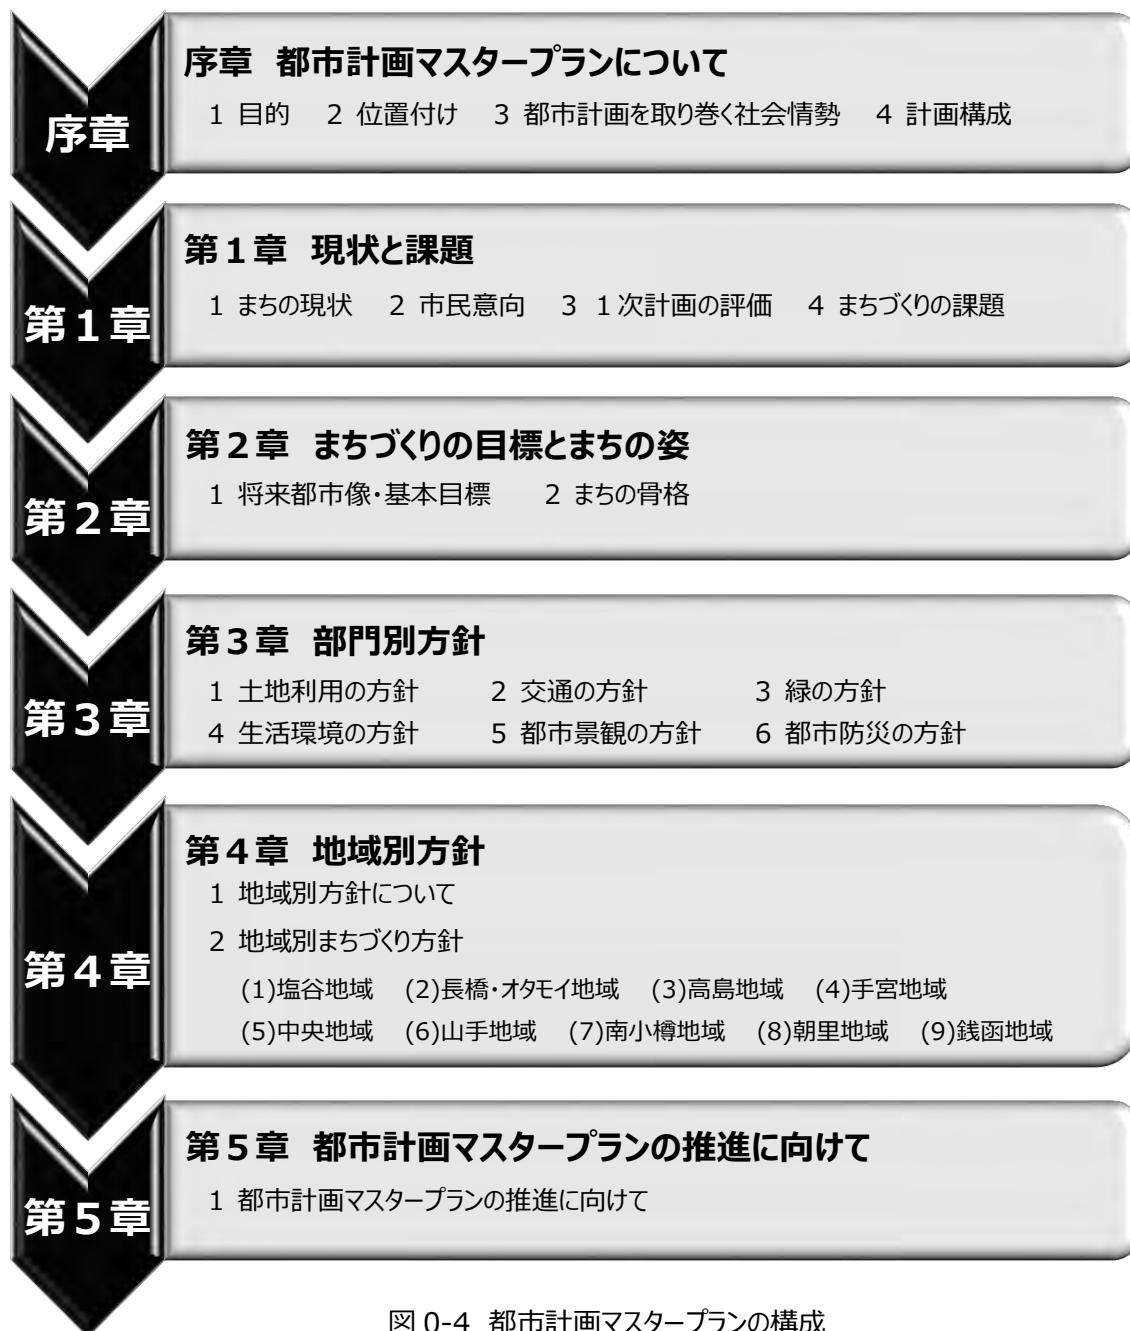 序章
序章 都市計画マスタープランについて
1 目的 2 位置付け 3 都市計画を取り巻く社会情勢 4 計画構成
第1章
第1章 現状と課題
1 まちの現状 2 市民意向 3 1次計画の評価 4 まちづくりの課題
第2章
第2章 まちづくりの目標とまちの姿
1 将来都市像・基本目標 2 まちの骨格
第3章
第3章 部門別方針
1 土地利用の方針 2 交通の方針 3 緑の方針
4 生活環境の方針 5 都市景観の方針 6 都市防災の方針
第4章
第4章 地域別方針
1 地域別方針について
2 地域別まちづくり方針
(1)塩谷地域 (2)長橋・オタモイ地域 (3)高島地域 (4)手宮地域
(5)中央地域 (6)山手地域 (7)南小樽地域 (8)朝里地域 (9)銭函地域
第5章
第5章 都市計画マスタープランの推進に向けて
1 都市計画マスタープランの推進に向けて
図 0-4 都市計画マスタープランの構成